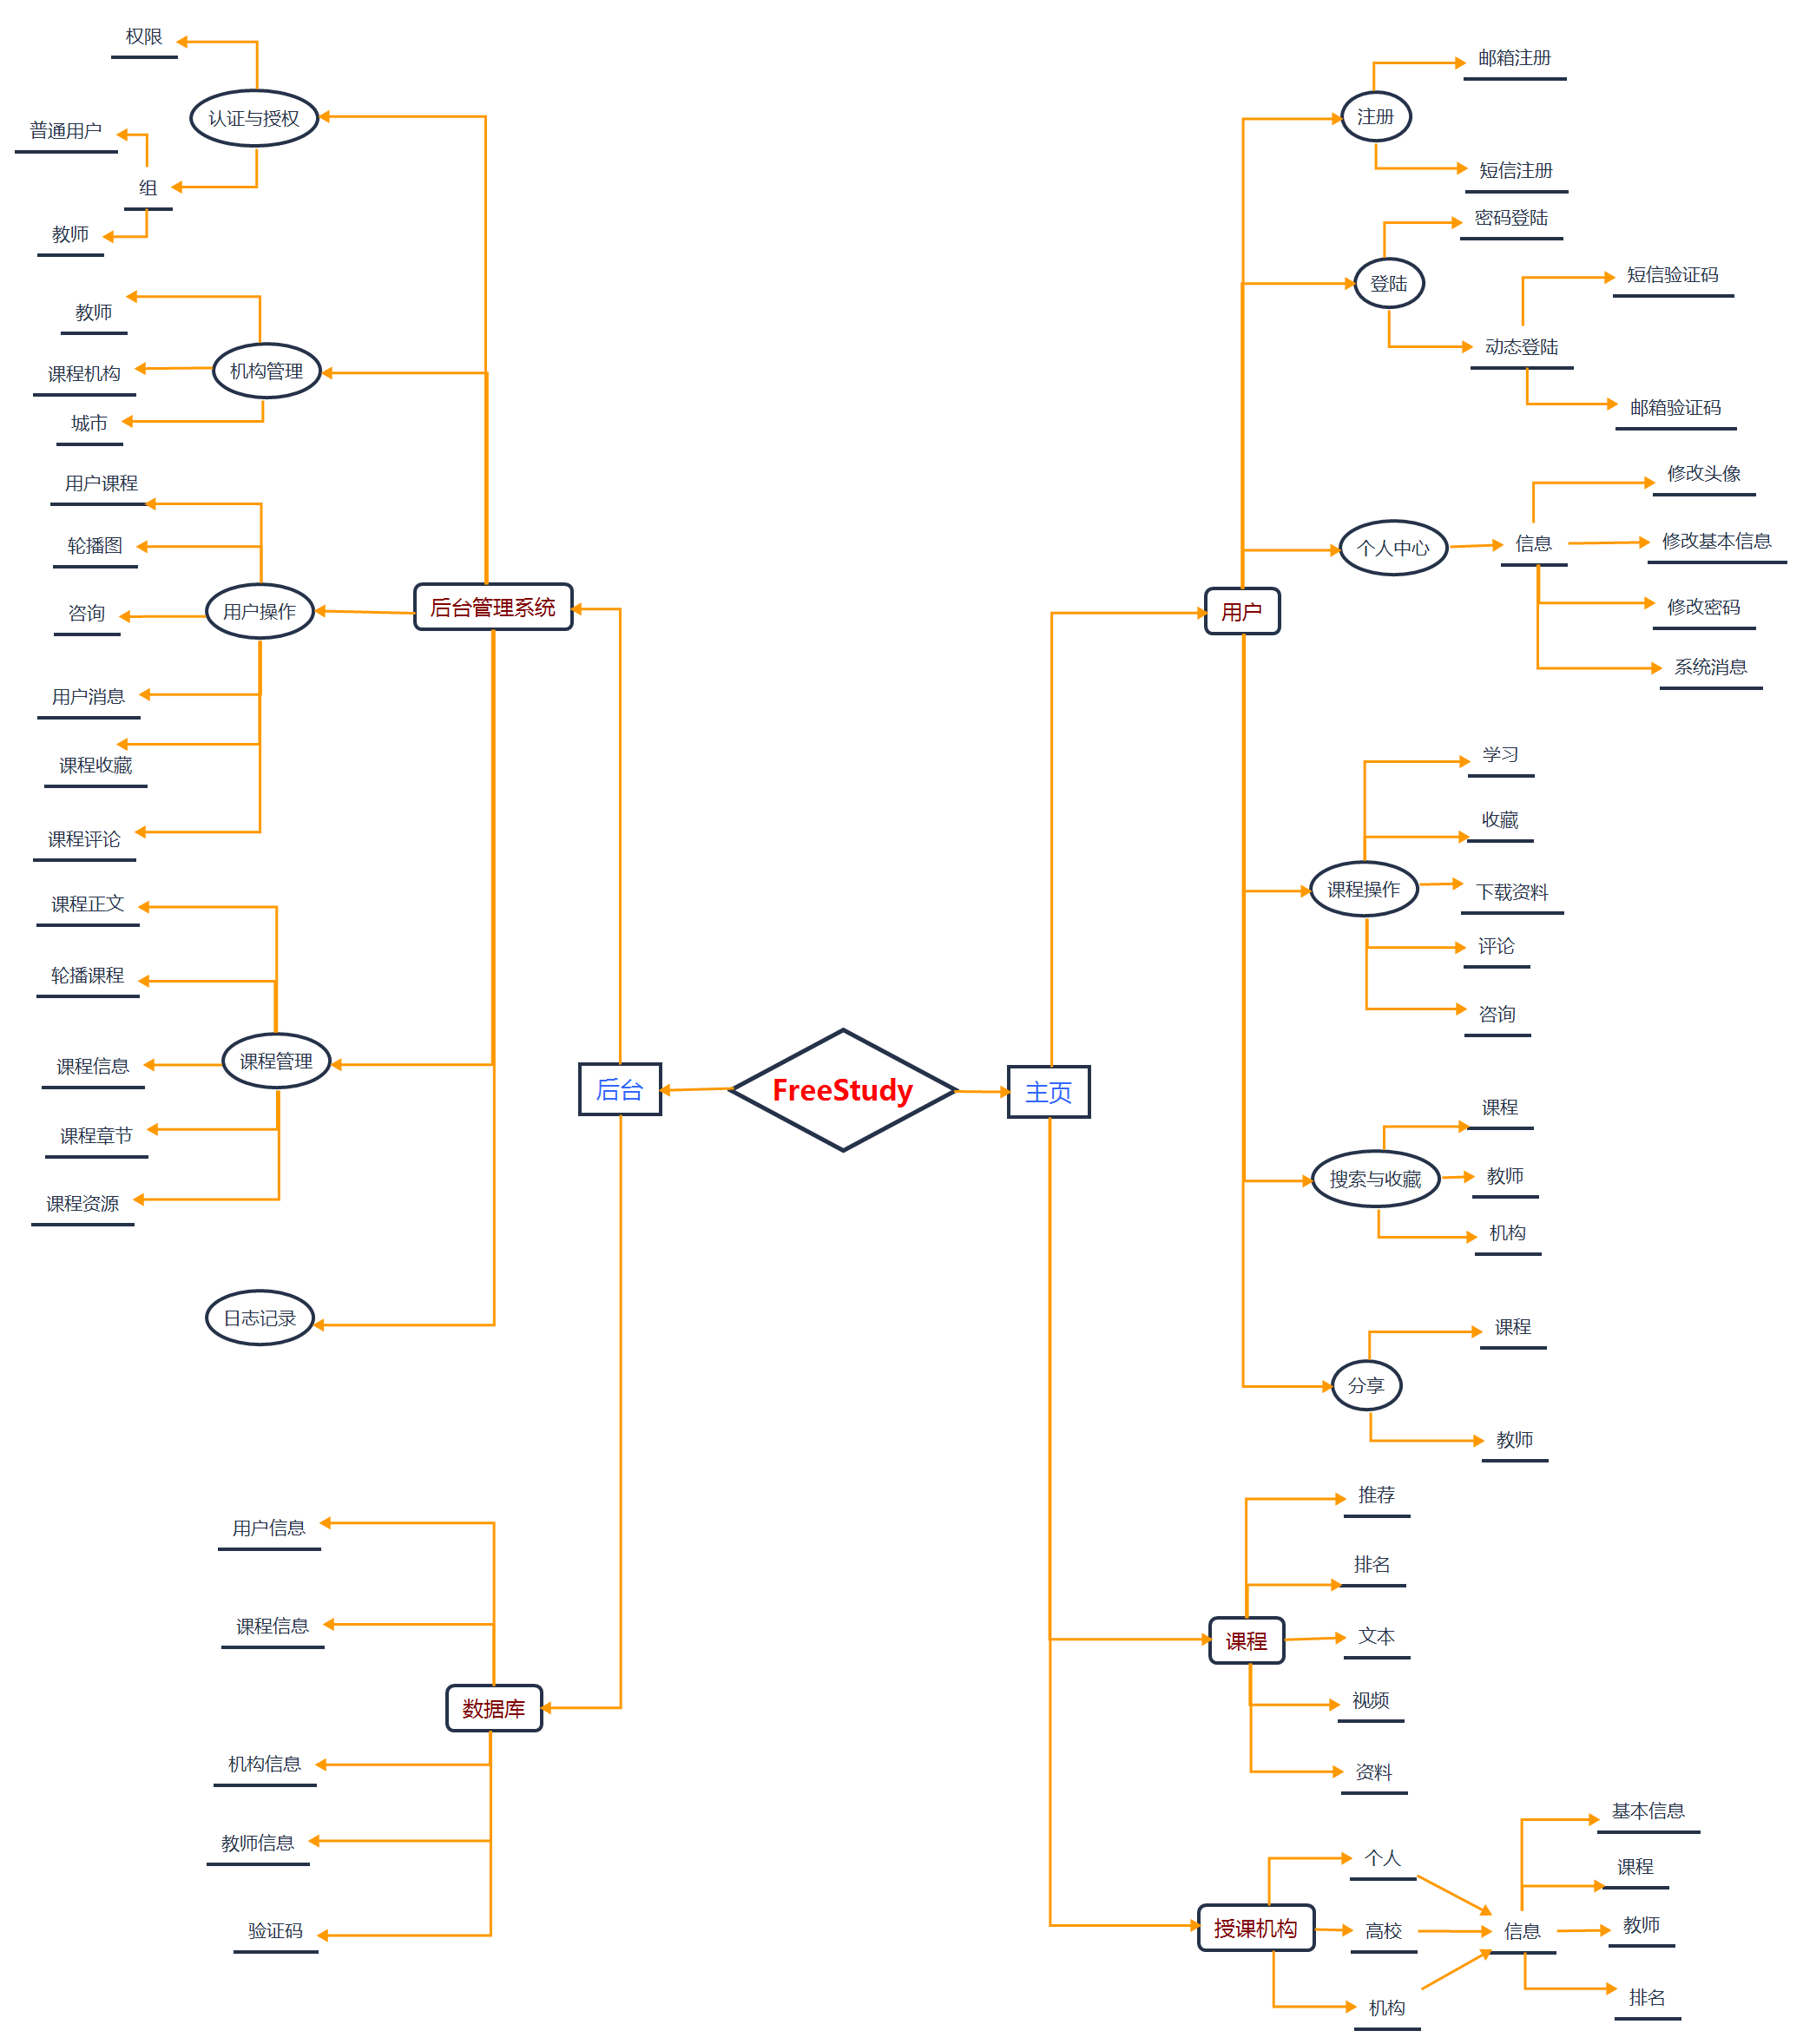 权限
认证与授权
普通用户
组
教师
教师
机构管理
课程机构
城市
用户课程
轮播图
用户操作
咨询
用户消息
课程收藏
课程评论
后台管理系统
课程正文
轮播课程
课程管理
课程信息
课程章节
课程资源
日志记录
后台
FreeStudy
主页
用户信息
课程信息
数据库
机构信息
教师信息
验证码
邮箱注册
注册
短信注册
密码登陆
登陆
短信验证码
动态登陆
邮箱验证码
修改头像
个人中心
信息
修改基本信息
修改密码
系统消息
用户
学习
收藏
课程操作
下载资料
评论
咨询
课程
搜索与收藏
教师
机构
课程
分享
教师
推荐
排名
课程
文本
视频
资料
基本信息
个人
课程
授课机构
高校
信息
教师
机构
排名